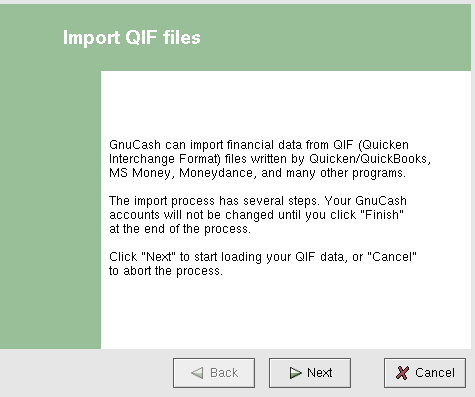 Import QIF files
GnuCash can import financial data from QIF (Quicken
Interchange Format) files written by Quicken/QuickBooks,
MS Money, Moneydance, and many other programs.
The import process has several steps. Your GnuCash
accounts will not be changed until you click "Finish"
at the end of the process.
Click "Next" to start loading your QIF data, or "Cancel"
to abort the process.
Back Next Cancel